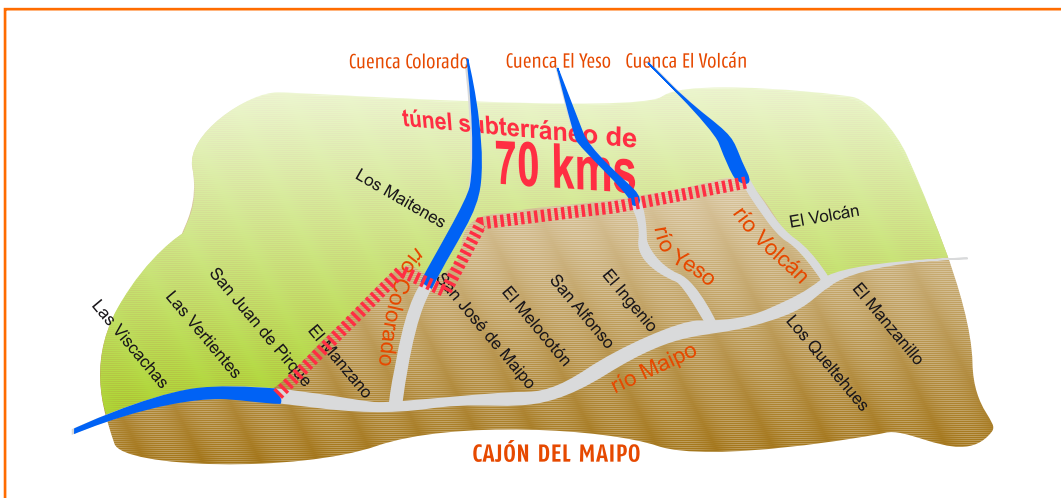 Cuenca Colorado
Cuenca El Yeso
Cuenca El Volcán
túnel subterráneo de
70 kms
Los Maitenes
El Volcán
río Volcán
río Yeso
río Colorado
San Juan de Pirque
Las Vertientes
Las Viscachas
El Manzano
San José de Maipo
El Melocotón
San Alfonso
El Ingenio
río Maipo
Los Queltehues
El Manzanillo
CAJÓN DEL MAIPO